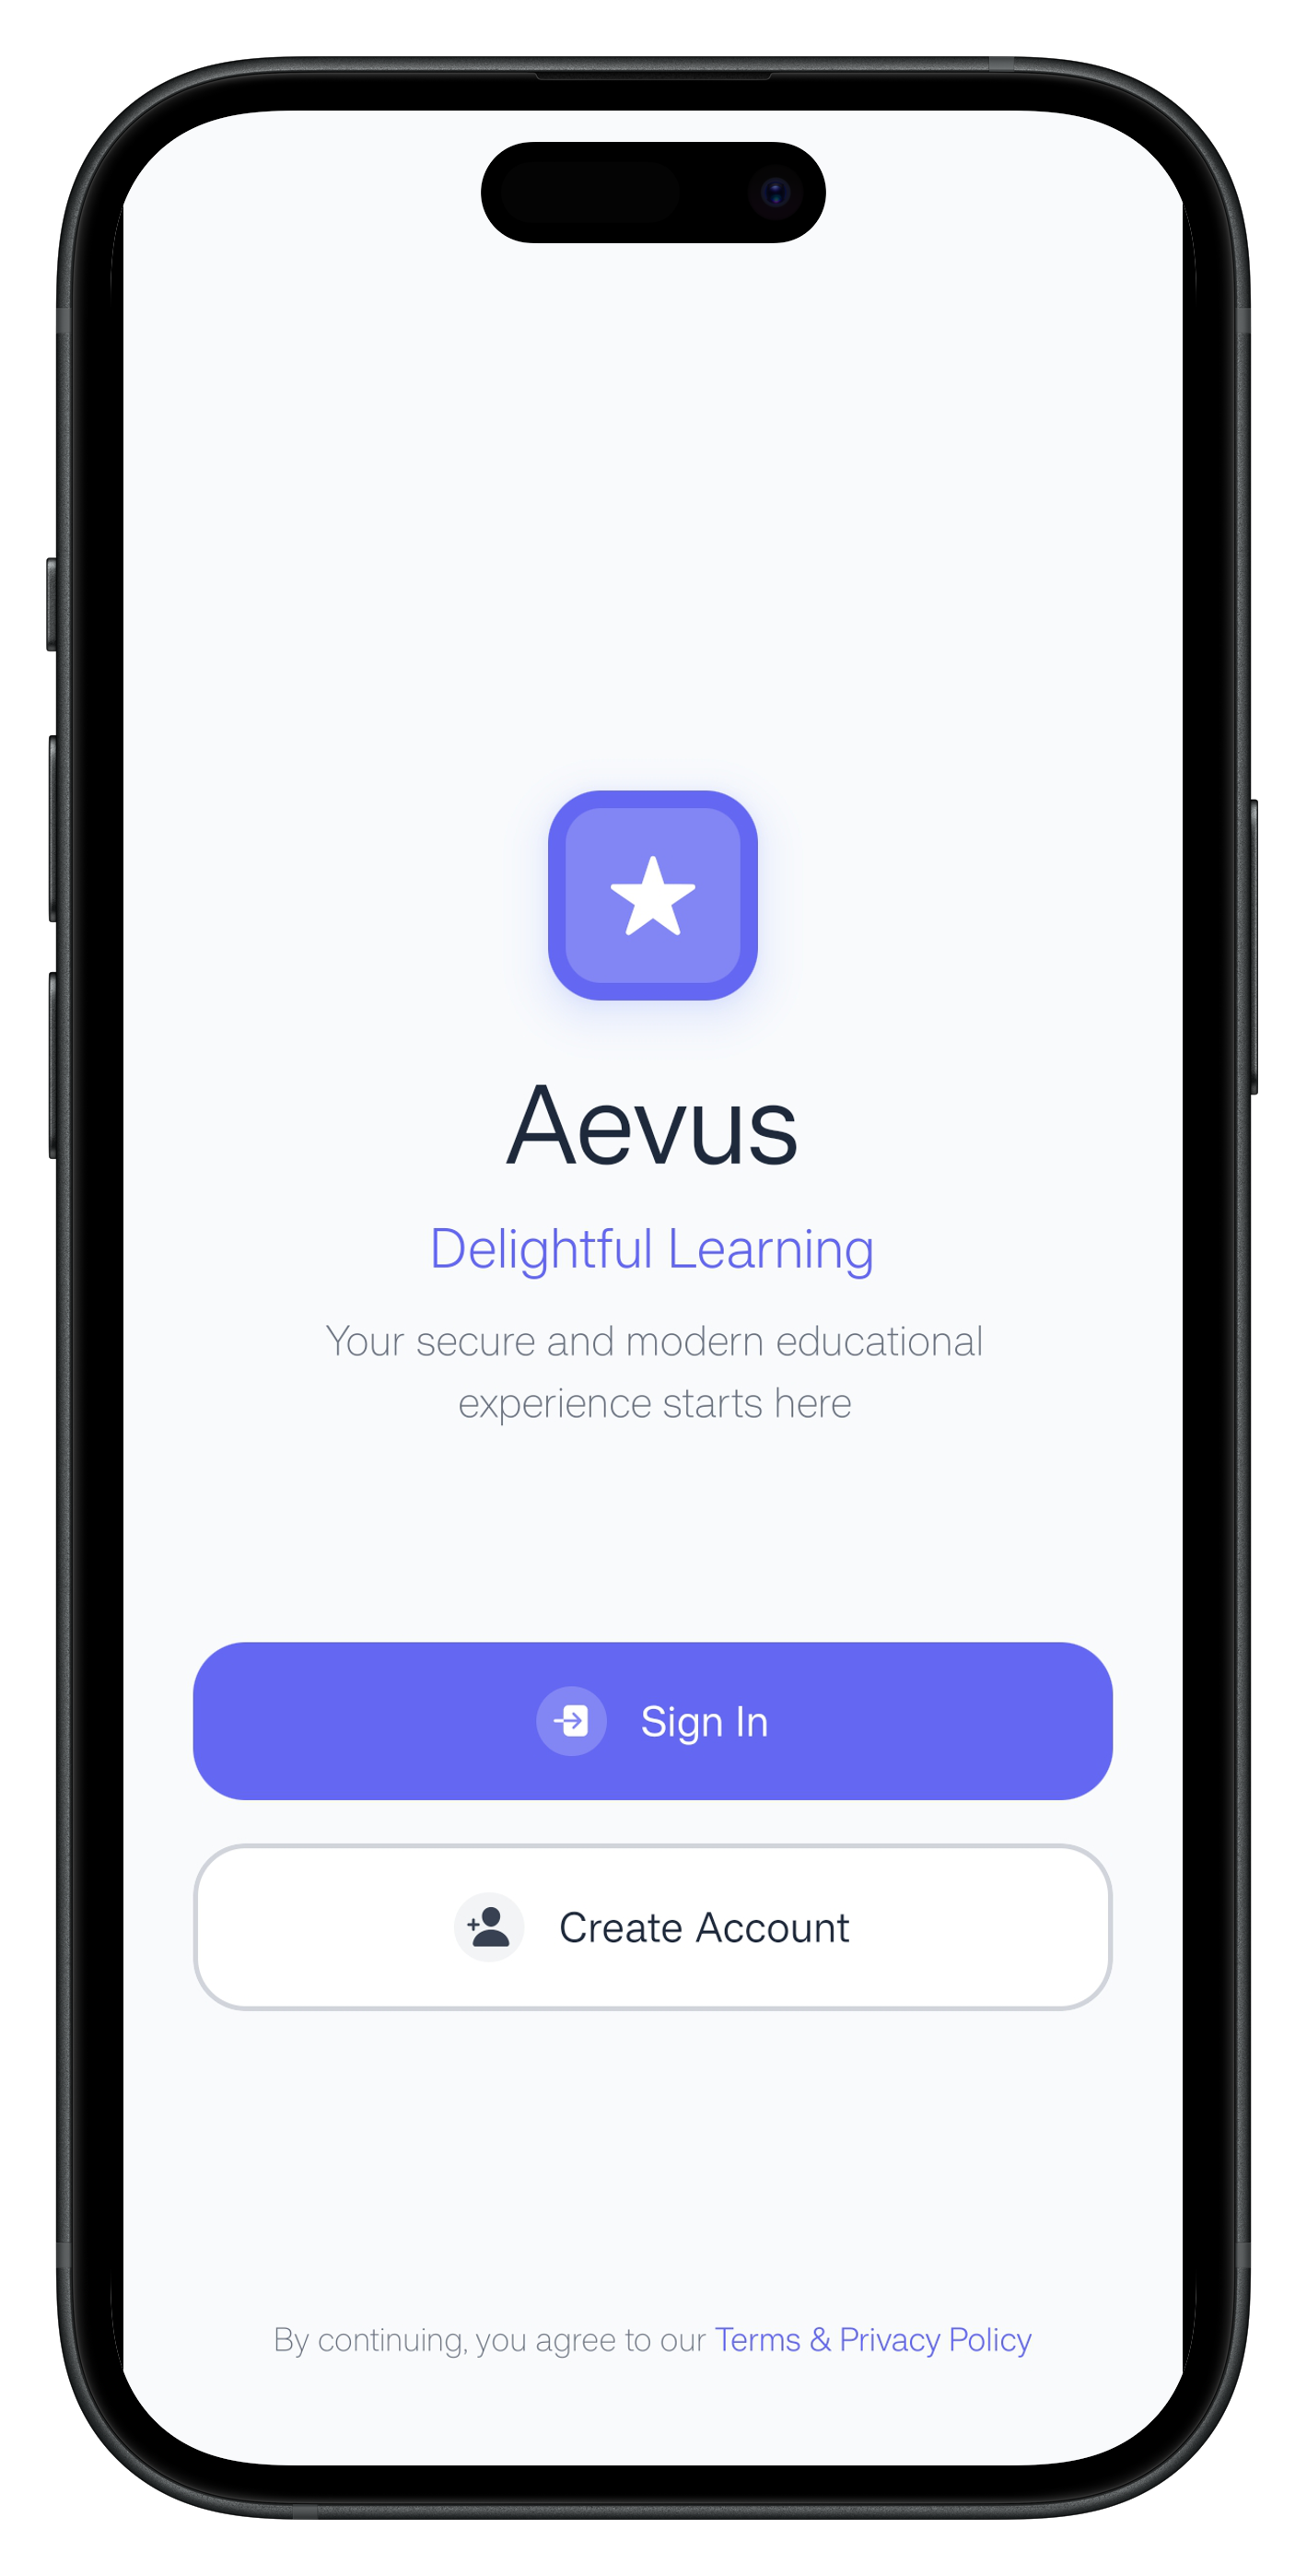 Aevus
Delightful Learning
Your secure and modern educational
experience starts here
Sign In
Create Account
By continuing, you agree to our Terms & Privacy Policy